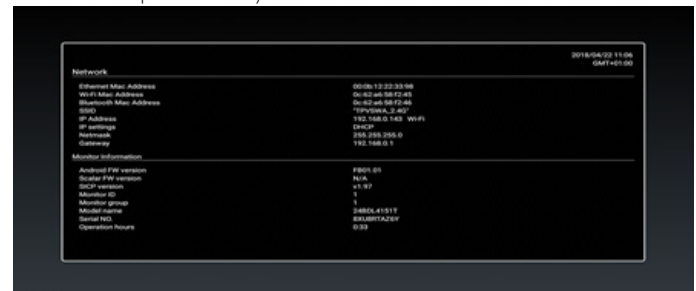 2018/04/22 11:06
GMT+01:00
Network
Ethernet Mac Address 00:0b:12:22:33:98
Wi-Fi Mac Address 0c:62:a6:58:f2:45
Bluetooth Mac Address 0c:62:a6:58:f2:46
SSID "TPVSWA_2.4G"
IP Address 192.168.0.143 Wi-Fi
IP settings DHCP
Netmask 255.255.255.0
Gateway 192.168.0.1
Monitor Information
Android FW version FB01.01
Scalar FW version N/A
SICP version v1.97
Monitor ID 1
Monitor group 1
Model name 24BDL4151T
Serial NO.
Operation hours 0:33